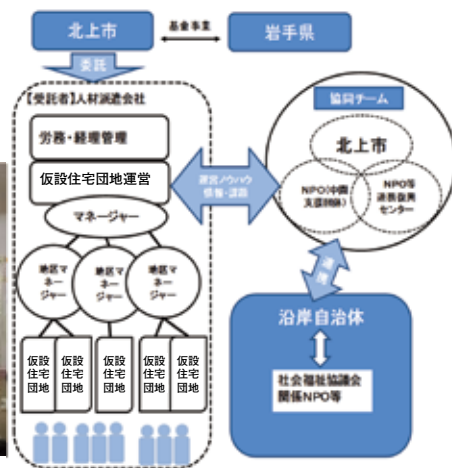 北上市
基金事業
岩手県
委託
【受託者】人材派遣会社
労務・経理管理
仮設住宅団地運営
マネージャー
地区マ
ネー
ジャー
地区マ
ネー
ジャー
地区マ
ネー
ジャー
仮設
住宅
団地
仮設
住宅
団地
仮設
住宅
団地
仮設
住宅
団地
仮設
住宅
団地
運営ノウハウ
情報・課題
協同チーム
北上市
NPO(中間
支援団体)
NPO等
連携復興
センター
連携
沿岸自治体
社会福祉協議会
関係NPO等